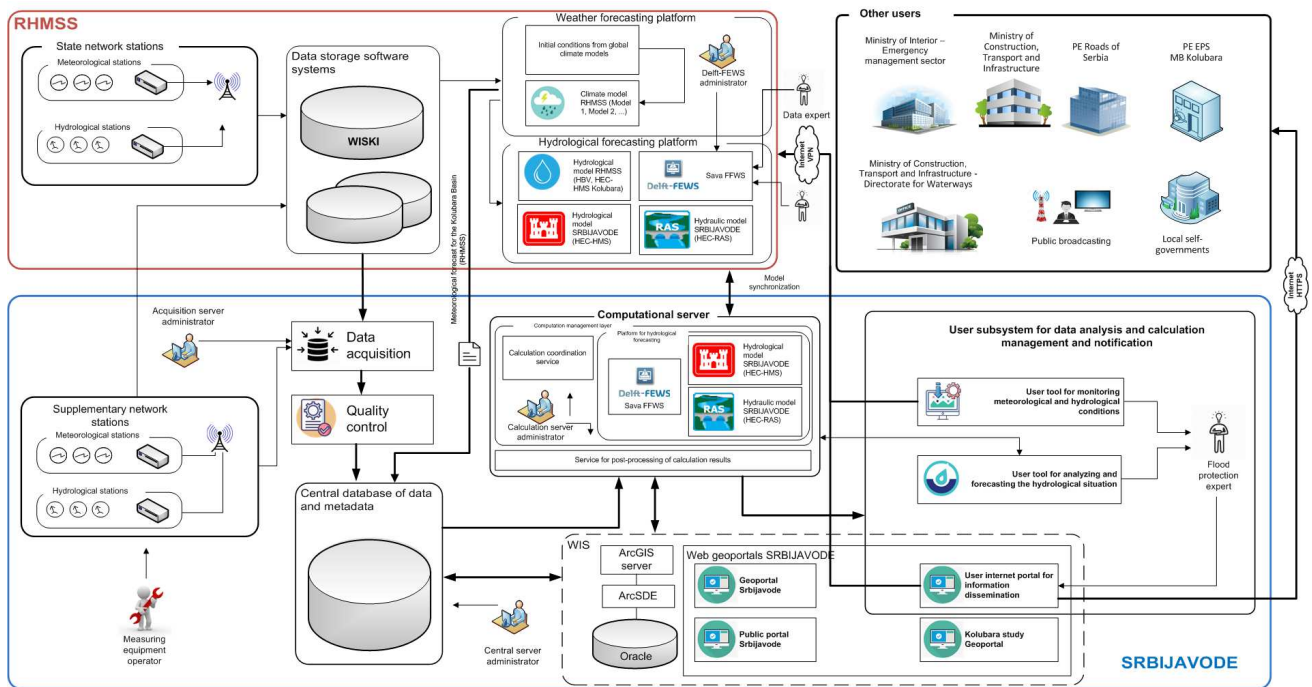 RHMSS
State network stations
Meteorological stations
Hydrological stations
Data storage software
systems
WISKI
Weather forecasting platform
Initial conditions from global
climate models
Climate model
RHMSS (Model
1, Model 2, ...)
Delft-FEWS
administrator
Hydrological forecasting platform
Hydrological
model RHMSS
(HBV, HEC-
HMS Kolubara)
Delft-FEWS
Sava FFWS
Hydrological
model
SRBIJAVODE
(HEC-HMS)
RAS
Hydraulic model
SRBIJAVODE
(HEC-RAS)
Data expert
Internet
VPN
Meteorological forecast for the Kolubara Basin
(RHMSS)
Other users
Ministry of Interior –
Emergency
management sector
Ministry of
Construction,
Transport and
Infrastructure
PE Roads of
Serbia
PE EPS
MB Kolubara
Ministry of Construction,
Transport and Infrastructure -
Directorate for Waterways
Public broadcasting
Local self-
governments
Internet
HTTPS
Model
synchronization
Acquisition server
administrator
Data
acquisition
Quality
control
Supplementary network
stations
Meteorological stations
Hydrological stations
Measuring
equipment
operator
Central database of data
and metadata
Central server
administrator
Computational server
Computation management layer
Calculation coordination
service
Calculation server
administrator
Platform for hydrological
forecasting
Delft-FEWS
Sava FFWS
Hydrological
model
SRBIJAVODE
(HEC-HMS)
RAS
Hydraulic model
SRBIJAVODE
(HEC-RAS)
Service for post-processing of calculation results
User subsystem for data analysis and calculation
management and notification
User tool for monitoring
meteorological and hydrological
conditions
User tool for analyzing and
forecasting the hydrological situation
Flood
protection
expert
WIS
ArcGIS
server
ArcSDE
Oracle
Web geoportals SRBIJAVODE
Geoportal
Srbijavode
Public portal
Srbijavode
User internet portal for
information
dissemination
Kolubara study
Geoportal
SRBIJAVODE